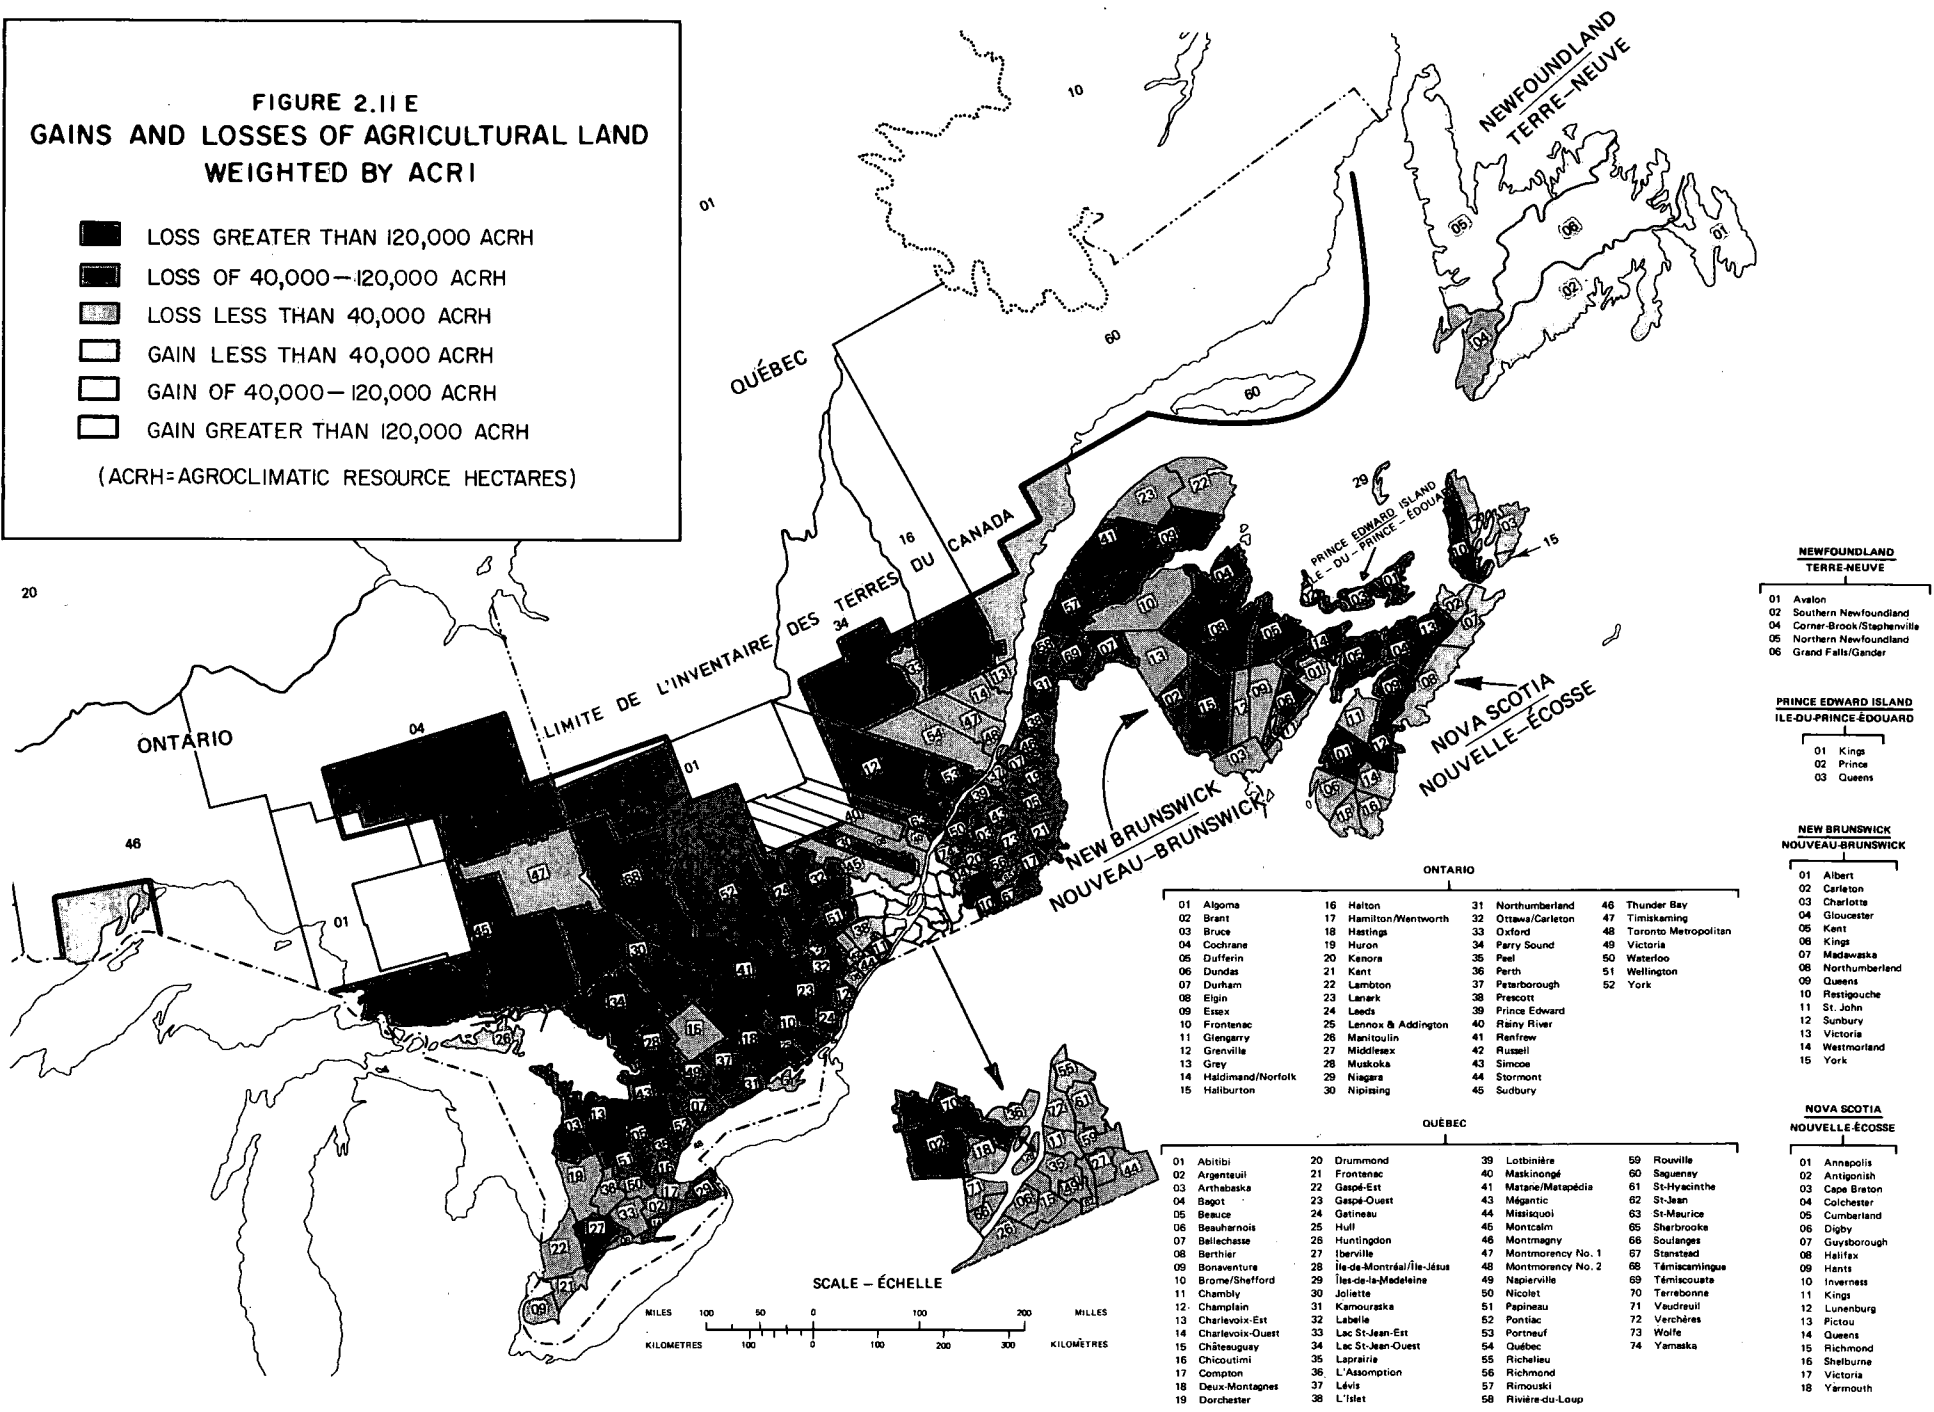 FIGURE 2.11 E
GAINS AND LOSSES OF AGRICULTURAL LAND
WEIGHTED BY ACRI
LOSS GREATER THAN 120,000 ACRH
LOSS OF 40,000–120,000 ACRH
LOSS LESS THAN 40,000 ACRH
GAIN LESS THAN 40,000 ACRH
GAIN OF 40,000–120,000 ACRH
GAIN GREATER THAN 120,000 ACRH
(ACRH=AGROCLIMATIC RESOURCE HECTARES)
NEWFOUNDLAND
TERRE–NEUVE
QUÉBEC
ONTARIO
LIMITE DE L'INVENTAIRE DES TERRES DU CANADA
PRINCE EDWARD ISLAND
ILE–DU–PRINCE–ÉDOUARD
NOVA SCOTIA
NOUVELLE–ÉCOSSE
NEW BRUNSWICK
NOUVEAU–BRUNSWICK
SCALE – ÉCHELLE
MILES 100 50 0 100 200 MILLES
KILOMETRES 100 0 100 200 300 KILOMÈTRES
NEWFOUNDLAND
TERRE-NEUVE
01 Avalon
02 Southern Newfoundland
04 Corner-Brook/Stephenville
05 Northern Newfoundland
06 Grand Falls/Gander
PRINCE EDWARD ISLAND
ILE-DU-PRINCE-ÉDOUARD
01 Kings
02 Prince
03 Queens
NEW BRUNSWICK
NOUVEAU-BRUNSWICK
01 Albert
02 Carleton
03 Charlotte
04 Gloucester
05 Kent
06 Kings
07 Madawaska
08 Northumberland
09 Queens
10 Restigouche
11 St. John
12 Sunbury
13 Victoria
14 Westmorland
15 York
NOVA SCOTIA
NOUVELLE-ÉCOSSE
01 Annapolis
02 Antigonish
03 Cape Breton
04 Colchester
05 Cumberland
06 Digby
07 Guysborough
08 Halifax
09 Hants
10 Inverness
11 Kings
12 Lunenburg
13 Pictou
14 Queens
15 Richmond
16 Shelburne
17 Victoria
18 Yarmouth
ONTARIO
01 Algoma
02 Brant
03 Bruce
04 Cochrane
05 Dufferin
06 Dundas
07 Durham
08 Elgin
09 Essex
10 Frontenac
11 Glengarry
12 Grenville
13 Grey
14 Haldimand/Norfolk
15 Haliburton
16 Halton
17 Hamilton/Wentworth
18 Hastings
19 Huron
20 Kenora
21 Kent
22 Lambton
23 Lanark
24 Leeds
25 Lennox & Addington
26 Manitoulin
27 Middlesex
28 Muskoka
29 Niagara
30 Nipissing
31 Northumberland
32 Ottawa/Carleton
33 Oxford
34 Parry Sound
35 Peel
36 Perth
37 Peterborough
38 Prescott
39 Prince Edward
40 Rainy River
41 Renfrew
42 Russell
43 Simcoe
44 Stormont
45 Sudbury
46 Thunder Bay
47 Timiskaming
48 Toronto Metropolitan
49 Victoria
50 Waterloo
51 Wellington
52 York
QUÉBEC
01 Abitibi
02 Argenteuil
03 Arthabaska
04 Bagot
05 Beauce
06 Beauharnois
07 Bellechasse
08 Berthier
09 Bonaventure
10 Brome/Shefford
11 Chambly
12 Champlain
13 Charlevoix-Est
14 Charlevoix-Ouest
15 Châteauguay
16 Chicoutimi
17 Compton
18 Deux-Montagnes
19 Dorchester
20 Drummond
21 Frontenac
22 Gaspé-Est
23 Gaspé-Ouest
24 Gatineau
25 Hull
26 Huntingdon
27 Iberville
28 Île-de-Montréal/Île-Jésus
29 Îles-de-la-Madeleine
30 Joliette
31 Kamouraska
32 Labelle
33 Lac St-Jean-Est
34 Lac St-Jean-Ouest
35 Laprairie
36 L'Assomption
37 Lévis
38 L'Islet
39 Lotbinière
40 Maskinongé
41 Matane/Matapédia
43 Mégantic
44 Missisquoi
45 Montcalm
46 Montmagny
47 Montmorency No. 1
48 Montmorency No. 2
49 Napierville
50 Nicolet
51 Papineau
52 Pontiac
53 Portneuf
54 Québec
55 Richelieu
56 Richmond
57 Rimouski
58 Rivière-du-Loup
59 Rouville
60 Saguenay
61 St-Hyacinthe
62 St-Jean
63 St-Maurice
65 Sherbrooke
66 Soulanges
67 Stanstead
68 Témiscamingue
69 Témiscouata
70 Terrebonne
71 Vaudreuil
72 Verchères
73 Wolfe
74 Yamaska